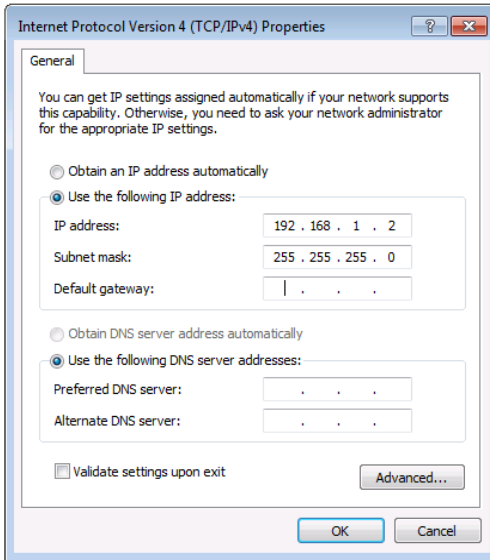 Internet Protocol Version 4 (TCP/IPv4) Properties
General
You can get IP settings assigned automatically if your network supports
this capability. Otherwise, you need to ask your network administrator
for the appropriate IP settings.
Obtain an IP address automatically
Use the following IP address:
IP address: 192 . 168 . 1 . 2
Subnet mask: 255 . 255 . 255 . 0
Default gateway: . . .
Obtain DNS server address automatically
Use the following DNS server addresses:
Preferred DNS server: . . .
Alternate DNS server: . . .
Validate settings upon exit
Advanced...
OK Cancel